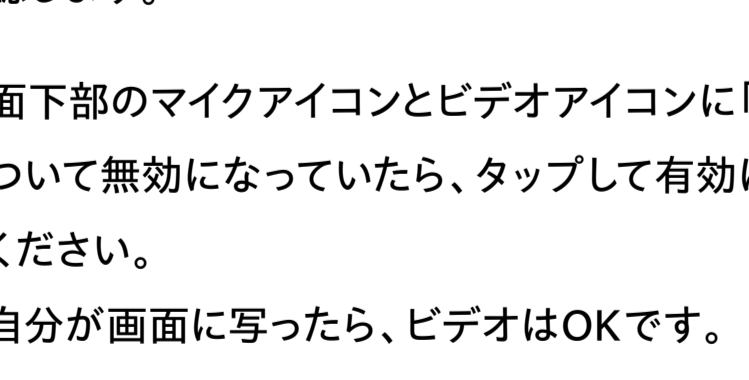 面下部のマイクアイコンとビデオアイコンに「
ついて無効になっていたら、タップして有効に
ください。
自分が画面に写ったら、ビデオはOKです。